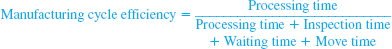 Manufacturing cycle efficiency = Processing time
Processing time + Inspection time
+ Waiting time + Move time